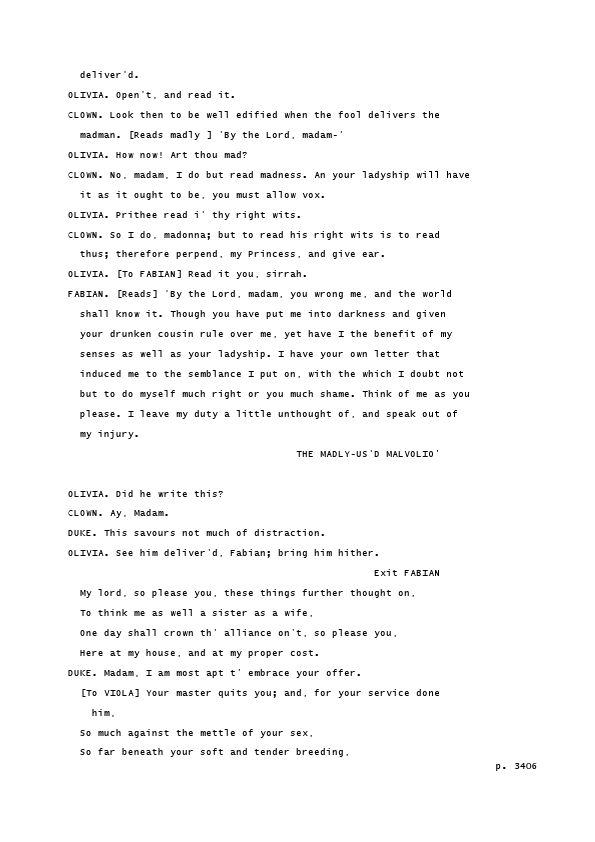 deliver'd.
OLIVIA. Open't, and read it.
CLOWN. Look then to be well edified when the fool delivers the
madman. [Reads madly ] 'By the Lord, madam-'
OLIVIA. How now! Art thou mad?
CLOWN. No, madam, I do but read madness. An your ladyship will have
it as it ought to be, you must allow vox.
OLIVIA. Prithee read i' thy right wits.
CLOWN. So I do, madonna; but to read his right wits is to read
thus; therefore perpend, my Princess, and give ear.
OLIVIA. [To FABIAN] Read it you, sirrah.
FABIAN. [Reads] 'By the Lord, madam, you wrong me, and the world
shall know it. Though you have put me into darkness and given
your drunken cousin rule over me, yet have I the benefit of my
senses as well as your ladyship. I have your own letter that
induced me to the semblance I put on, with the which I doubt not
but to do myself much right or you much shame. Think of me as you
please. I leave my duty a little unthought of, and speak out of
my injury.
THE MADLY-US'D MALVOLIO'
OLIVIA. Did he write this?
CLOWN. Ay, Madam.
DUKE. This savours not much of distraction.
OLIVIA. See him deliver'd, Fabian; bring him hither.
Exit FABIAN
My lord, so please you, these things further thought on,
To think me as well a sister as a wife,
One day shall crown th' alliance on't, so please you,
Here at my house, and at my proper cost.
DUKE. Madam, I am most apt t' embrace your offer.
[To VIOLA] Your master quits you; and, for your service done
him,
So much against the mettle of your sex,
So far beneath your soft and tender breeding,
p. 3406